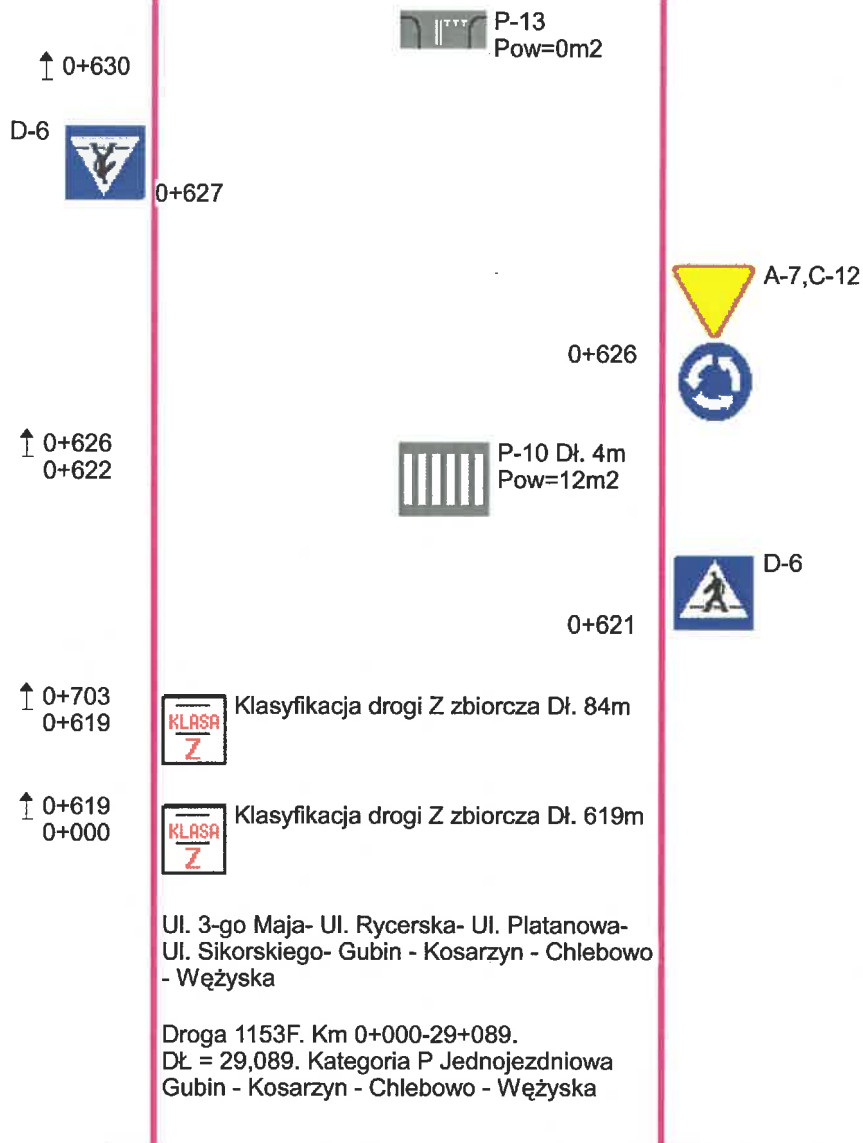 P-13
Pow=0m2
0+630
D-6
0+627
A-7,C-12
0+626
0+626
0+622
P-10 Dł. 4m
Pow=12m2
D-6
0+621
0+703
0+619
KLASA
Z
Klasyfikacja drogi Z zbiorcza Dł. 84m
0+619
0+000
KLASA
Z
Klasyfikacja drogi Z zbiorcza Dł. 619m
Ul. 3-go Maja- Ul. Rycerska- Ul. Platanowa-
Ul. Sikorskiego- Gubin - Kosarzyn - Chlebowo
- Wężyska
Droga 1153F. Km 0+000-29+089.
DŁ = 29,089. Kategoria P Jednojezdniowa
Gubin - Kosarzyn - Chlebowo - Wężyska